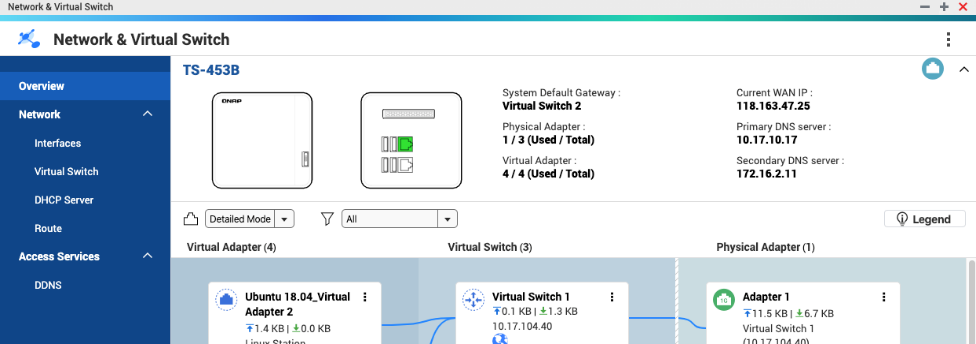 Network & Virtual Switch
Network & Virtual Switch
Overview
Network
Interfaces
Virtual Switch
DHCP Server
Route
Access Services
DDNS
TS-453B
QNAP
System Default Gateway :
Virtual Switch 2
Physical Adapter :
1 / 3 (Used / Total)
Virtual Adapter :
4 / 4 (Used / Total)
Current WAN IP :
118.163.47.25
Primary DNS server :
10.17.10.17
Secondary DNS server :
172.16.2.11
Detailed Mode
All
Legend
Virtual Adapter (4)
Virtual Switch (3)
Physical Adapter (1)
Ubuntu 18.04_Virtual
Adapter 2
1.4 KB | 0.0 KB
Linux Station
Virtual Switch 1
0.1 KB | 1.3 KB
10.17.104.40
1G
Adapter 1
11.5 KB | 6.7 KB
Virtual Switch 1
(10.17.104.40)